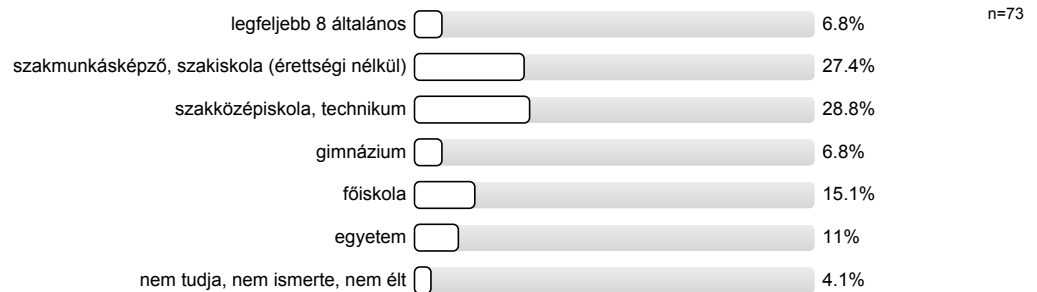 legfeljebb 8 általános 6.8% n=73
szakmunkásképző, szakiskola (érettségi nélkül) 27.4%
szakközépiskola, technikum 28.8%
gimnázium 6.8%
főiskola 15.1%
egyetem 11%
nem tudja, nem ismerte, nem élt 4.1%